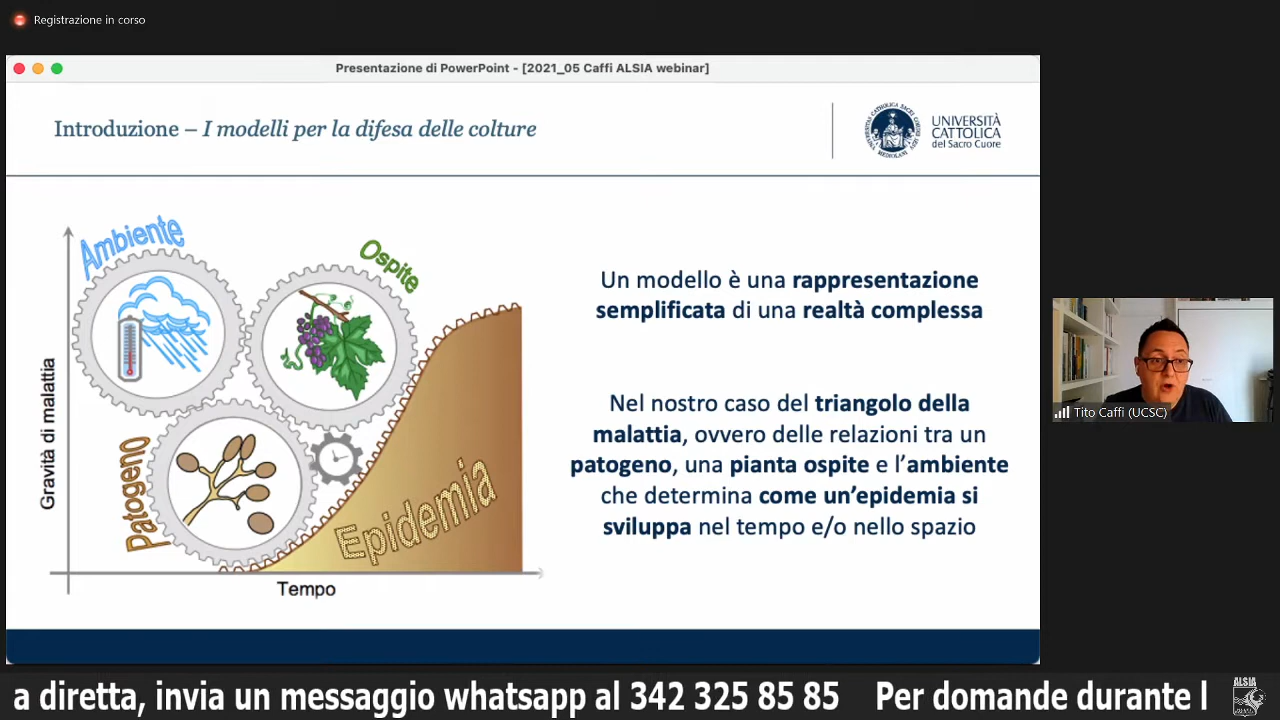 Registrazione in corso
Presentazione di PowerPoint - [2021_05 Caffi ALSIA webinar]
Introduzione – I modelli per la difesa delle colture
UNIVERSITÀ
CATTOLICA
del Sacro Cuore
Ambiente
Ospite
Patogeno
Epidemia
Gravità di malattia
Tempo
Un modello è una rappresentazione
semplificata di una realtà complessa
Nel nostro caso del triangolo della
malattia, ovvero delle relazioni tra un
patogeno, una pianta ospite e l'ambiente
che determina come un'epidemia si
sviluppa nel tempo e/o nello spazio
Tito Caffi (UCSC)
a diretta, invia un messaggio whatsapp al 342 325 85 85 Per domande durante l
ALSIA